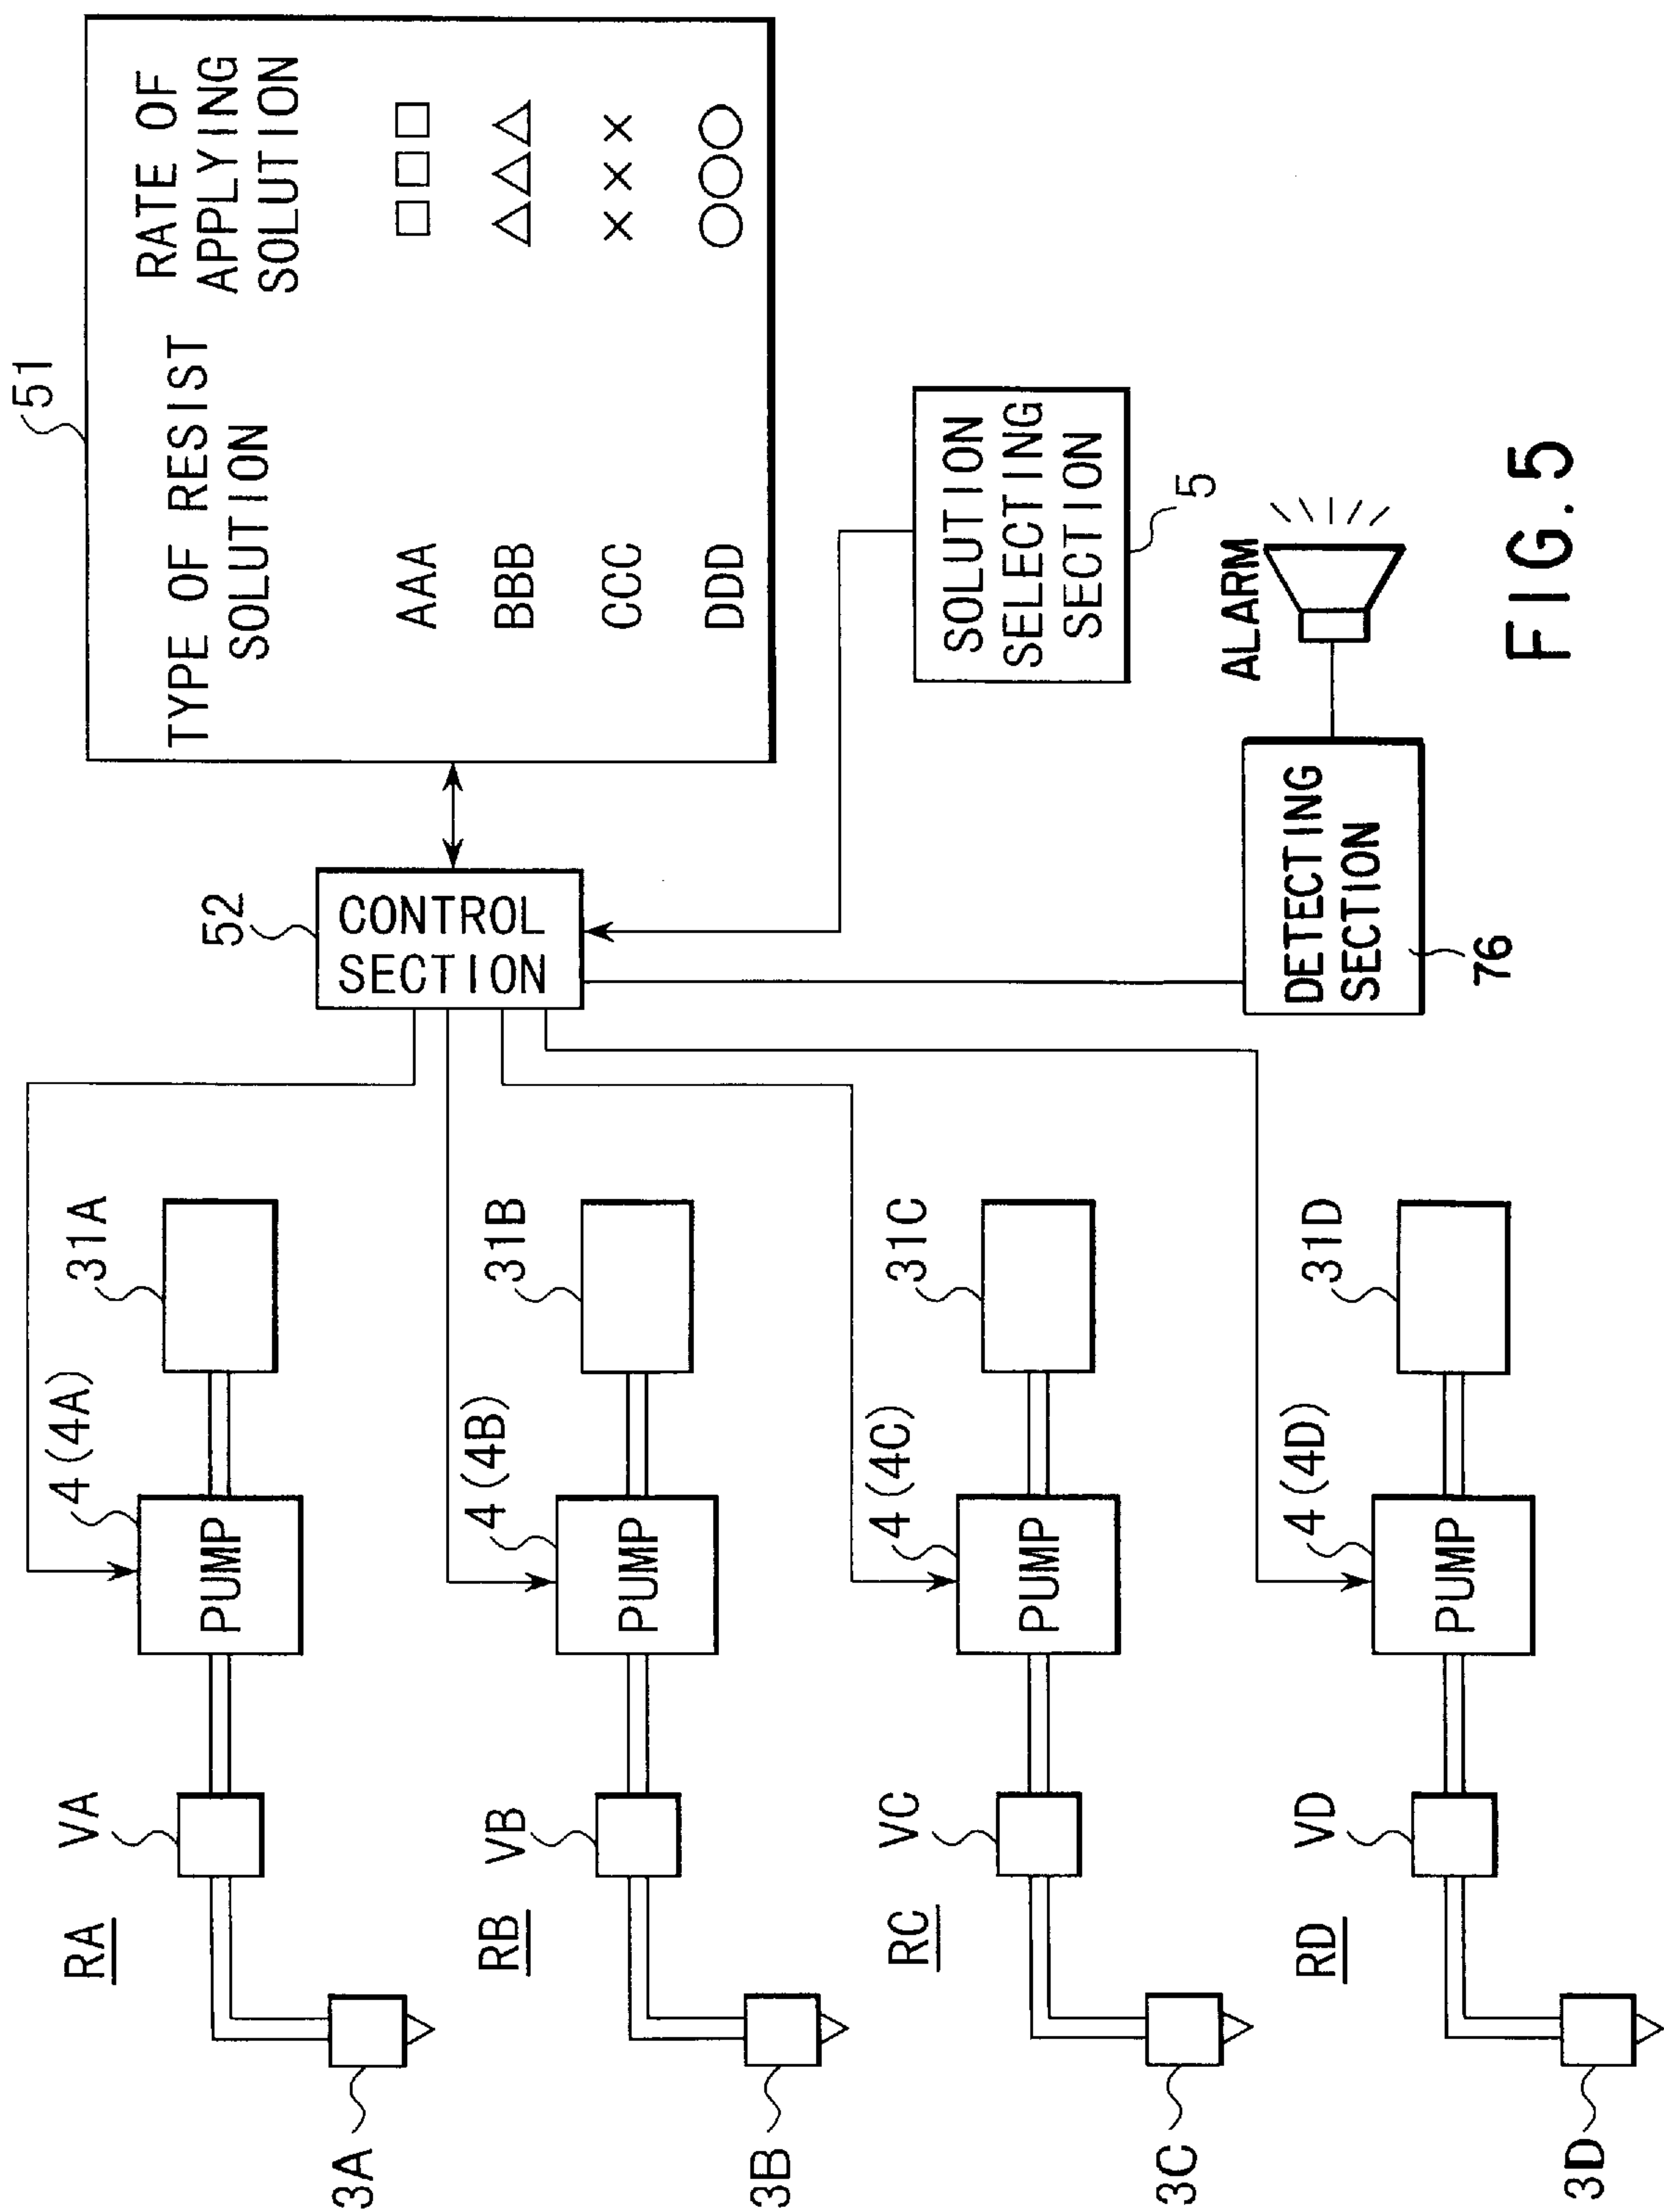 51
TYPE OF RESIST
SOLUTION
RATE OF
APPLYING
SOLUTION
AAA □□□
BBB △△△
CCC ×××
DDD ○○○
52
CONTROL
SECTION
SOLUTION
SELECTING
SECTION
5
DETECTING
SECTION
76
ALARM
RA
VA
4(4A)
31A
PUMP
3A
RB
VB
4(4B)
31B
PUMP
3B
RC
VC
4(4C)
31C
PUMP
3C
RD
VD
4(4D)
31D
PUMP
3D
FIG. 5